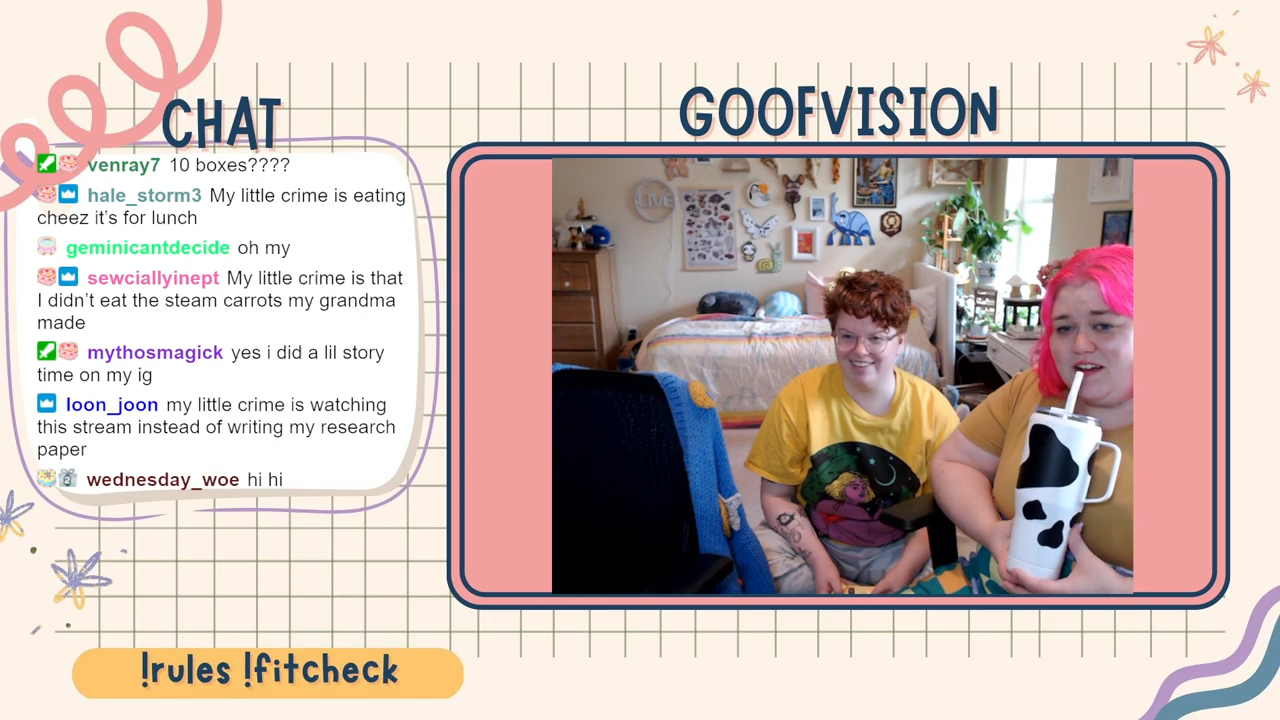 CHAT
GOOFVISION
venray7 10 boxes????
hale_storm3 My little crime is eating
cheez it's for lunch
geminicantdecide oh my
sewciallyinept My little crime is that
I didn't eat the steam carrots my grandma
made
mythosmagick yes i did a lil story
time on my ig
loon_joon my little crime is watching
this stream instead of writing my research
paper
2 wednesday_woe hi hi
LIVE
!rules !fitcheck